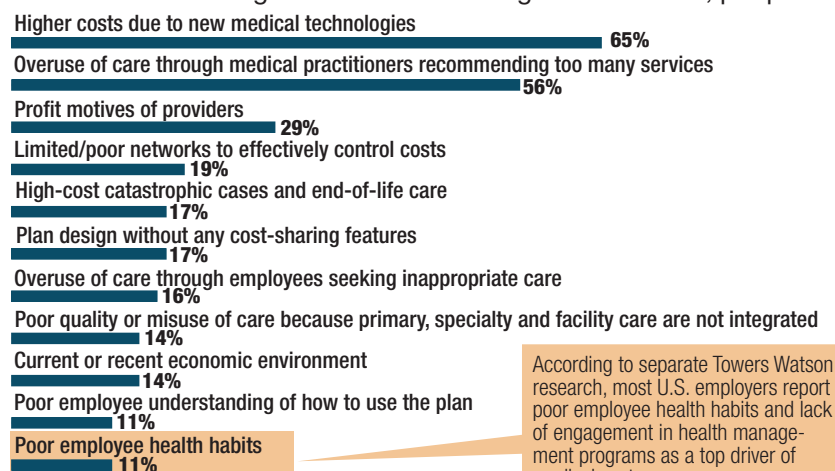 Higher costs due to new medical technologies
65%
Overuse of care through medical practitioners recommending too many services
56%
Profit motives of providers
29%
Limited/poor networks to effectively control costs
19%
High-cost catastrophic cases and end-of-life care
17%
Plan design without any cost-sharing features
17%
Overuse of care through employees seeking inappropriate care
16%
Poor quality or misuse of care because primary, specialty and facility care are not integrated
14%
Current or recent economic environment
14%
Poor employee understanding of how to use the plan
11%
Poor employee health habits
11%
According to separate Towers Watson
research, most U.S. employers report
poor employee health habits and lack
of engagement in health manage-
ment programs as a top driver of